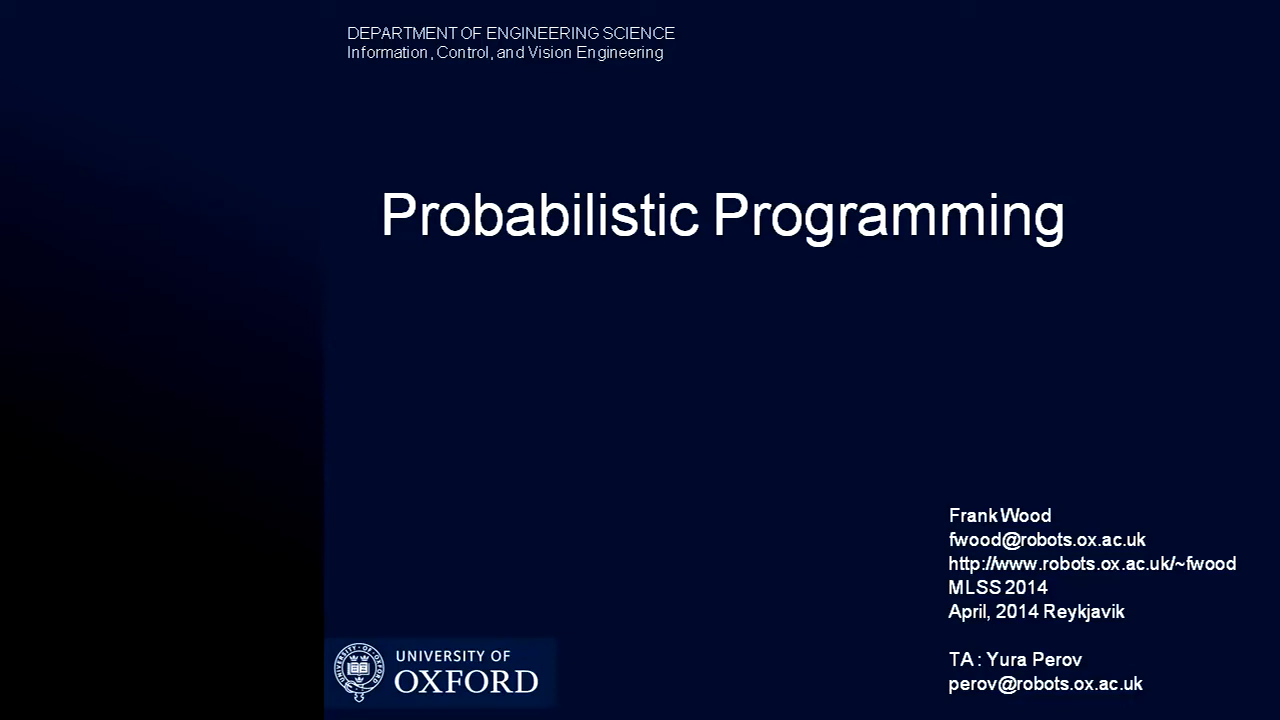 DEPARTMENT OF ENGINEERING SCIENCE
Information, Control, and Vision Engineering
Probabilistic Programming
Frank Wood
fwood@robots.ox.ac.uk
http://www.robots.ox.ac.uk/~fwood
MLSS 2014
April, 2014 Reykjavik
TA : Yura Perov
perov@robots.ox.ac.uk
UNIVERSITY OF
OXFORD